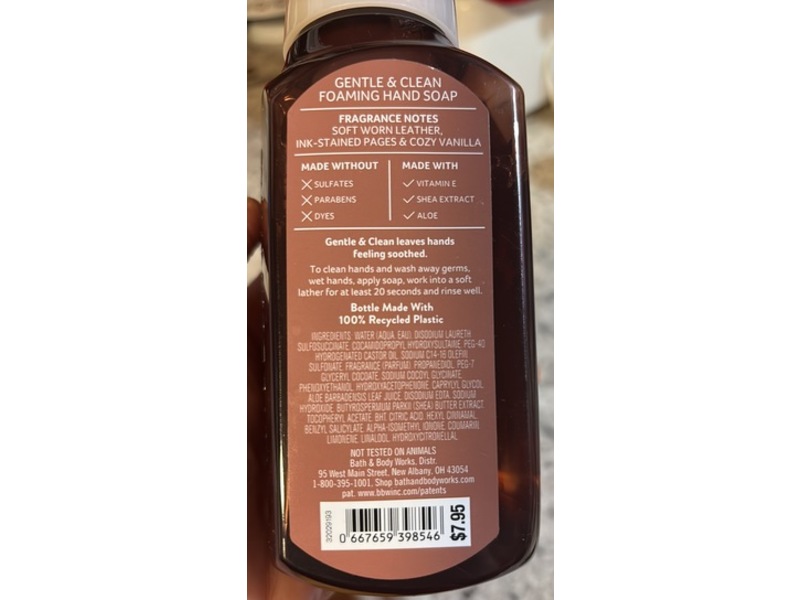 GENTLE & CLEAN
FOAMING HAND SOAP
FRAGRANCE NOTES
SOFT WORN LEATHER,
INK-STAINED PAGES & COZY VANILLA
MADE WITHOUT
SULFATES
PARABENS
DYES
MADE WITH
VITAMIN E
SHEA EXTRACT
ALOE
Gentle & Clean leaves hands
feeling soothed.
To clean hands and wash away germs,
wet hands, apply soap, work into a soft
lather for at least 20 seconds and rinse well.
Bottle Made With
100% Recycled Plastic
INGREDIENTS: WATER (AQUA, EAU), DISODIUM LAURETH
SULFOSUCCINATE, COCAMIDOPROPYL HYDROXYSULTAINE, PEG-40
HYDROGENATED CASTOR OIL, SODIUM C14-16 OLEFIN
SULFONATE, FRAGRANCE (PARFUM), PROPANEDIOL, PEG-7
GLYCERYL COCOATE, SODIUM COCOYL GLYCINATE,
PHENOXYETHANOL, HYDROXYACETOPHENONE, CAPRYLYL GLYCOL,
ALOE BARBADENSIS LEAF JUICE, DISODIUM EDTA, SODIUM
HYDROXIDE, BUTYROSPERMUM PARKII (SHEA) BUTTER EXTRACT,
TOCOPHERYL ACETATE, BHT, CITRIC ACID, HEXYL CINNAMAL,
BENZYL SALICYLATE, ALPHA-ISOMETHYL IONONE, COUMARIN,
LIMONENE, LINALOOL, HYDROXYCITRONELLAL
NOT TESTED ON ANIMALS
Bath & Body Works, Distr.
95 West Main Street, New Albany, OH 43054
1-800-395-1001, Shop bathandbodyworks.com
pat. www.bbwinc.com/patents
32029193
0 667659 398546
$7.95